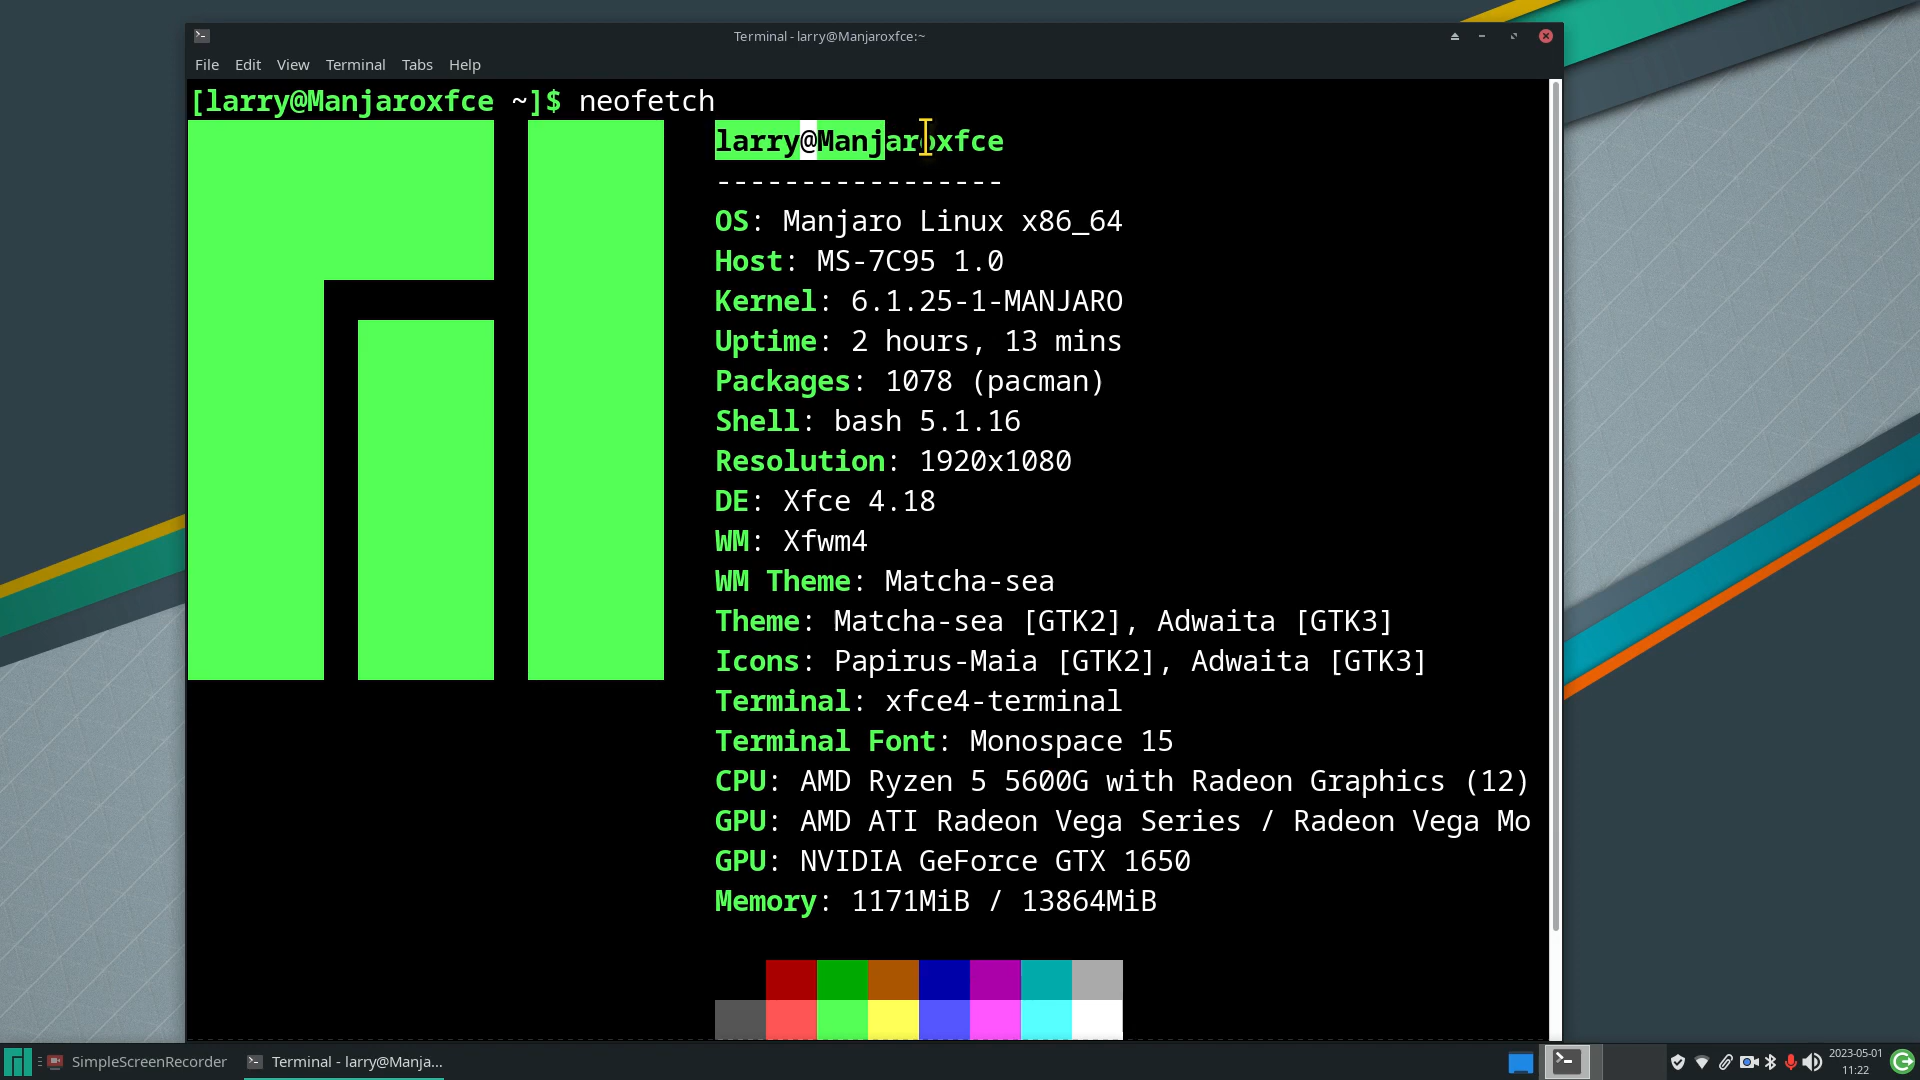 Terminal - larry@Manjaroxfce:~
File Edit View Terminal Tabs Help
[larry@Manjaroxfce ~]$ neofetch
larry@Manjaroxfce
-----------------
OS: Manjaro Linux x86_64
Host: MS-7C95 1.0
Kernel: 6.1.25-1-MANJARO
Uptime: 2 hours, 13 mins
Packages: 1078 (pacman)
Shell: bash 5.1.16
Resolution: 1920x1080
DE: Xfce 4.18
WM: Xfwm4
WM Theme: Matcha-sea
Theme: Matcha-sea [GTK2], Adwaita [GTK3]
Icons: Papirus-Maia [GTK2], Adwaita [GTK3]
Terminal: xfce4-terminal
Terminal Font: Monospace 15
CPU: AMD Ryzen 5 5600G with Radeon Graphics (12)
GPU: AMD ATI Radeon Vega Series / Radeon Vega Mo
GPU: NVIDIA GeForce GTX 1650
Memory: 1171MiB / 13864MiB
SimpleScreenRecorder Terminal - larry@Manja... 2023-05-01
11:22